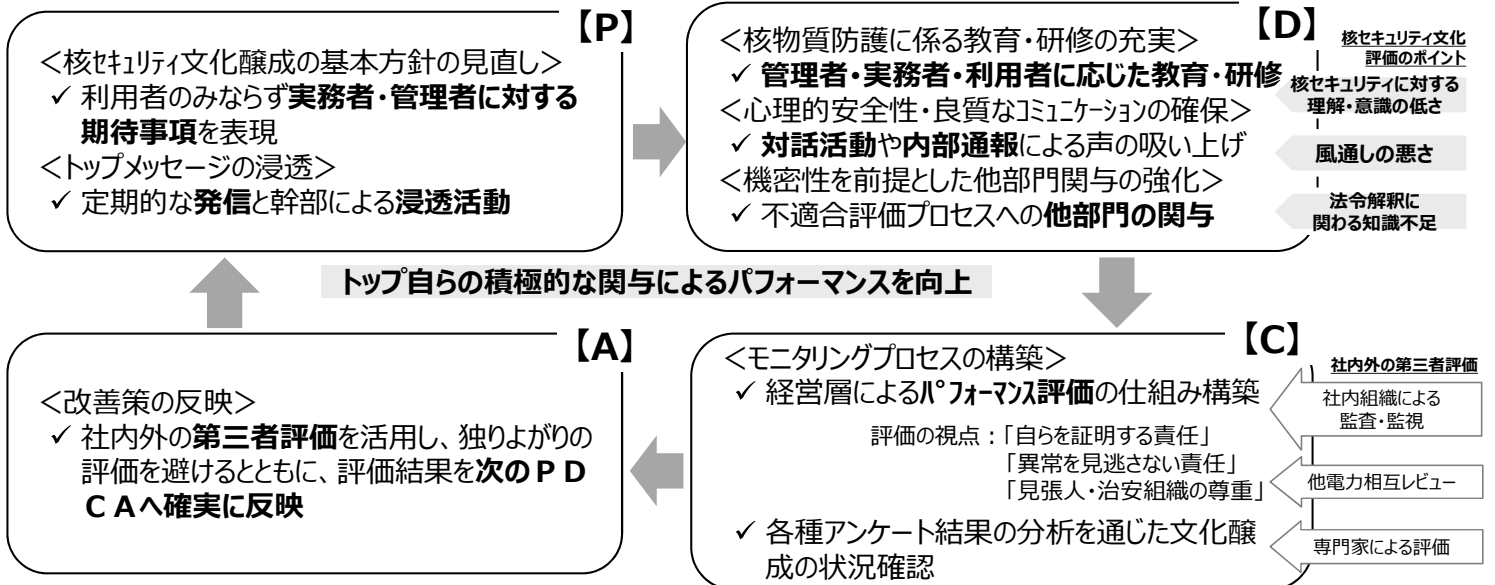 【P】
<核セキュリティ文化醸成の基本方針の見直し>
✓ 利用者のみならず実務者・管理者に対する
期待事項を表現
<トップメッセージの浸透>
✓ 定期的な発信と幹部による浸透活動
【D】
<核物質防護に係る教育・研修の充実>
✓ 管理者・実務者・利用者に応じた教育・研修
<心理的安全性・良質なコミュニケーションの確保>
✓ 対話活動や内部通報による声の吸い上げ
<機密性を前提とした他部門関与の強化>
✓ 不適合評価プロセスへの他部門の関与
核セキュリティ文化
評価のポイント
核セキュリティに対する
理解・意識の低さ
風通しの悪さ
法令解釈に
関わる知識不足
トップ自らの積極的な関与によるパフォーマンスを向上
【A】
<改善策の反映>
✓ 社内外の第三者評価を活用し、独りよがりの
評価を避けるとともに、評価結果を次のPD
CAへ確実に反映
【C】
<モニタリングプロセスの構築>
✓ 経営層によるパフォーマンス評価の仕組み構築
評価の視点:「自らを証明する責任」
「異常を見逃さない責任」
「見張人・治安組織の尊重」
✓ 各種アンケート結果の分析を通じた文化醸
成の状況確認
社内外の第三者評価
社内組織による
監査・監視
他電力相互レビュー
専門家による評価